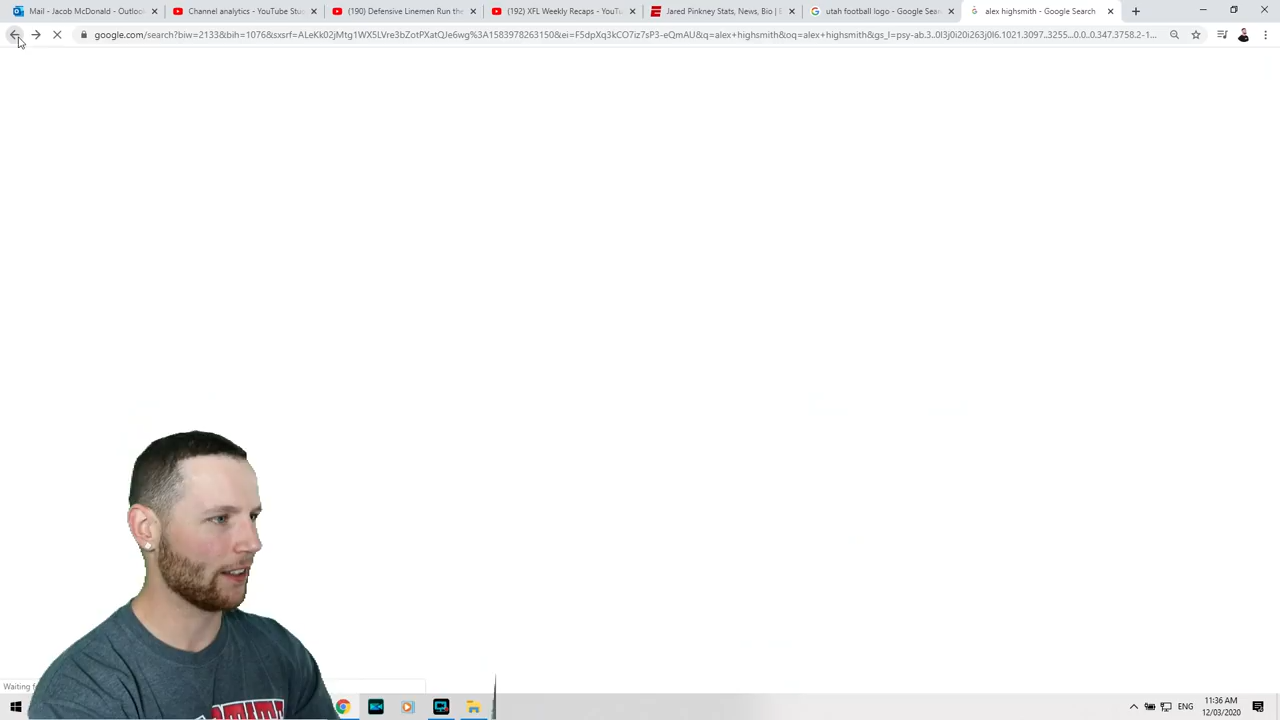 Mail - Jacob McDonald - Outlook
Channel analytics - YouTube Stu
(190) Defensive Linemen Run the
(192) XFL Weekly Recaps - YouTu
Jared Pinkney Stats, News, Bio |
utah football logo - Google Sear
alex highsmith - Google Search
google.com/search?biw=2133&bih=1076&sxsrf=ALeKk02jMtg1WX5LVre3bZotPXatQJe6wg%3A1583978263150&ei=F5dpXq3kCO7iz7sP3-eQmAU&q=alex+highsmith&oq=alex+highsmith&gs_l=psy-ab.3..0l3j0i20i263j0l6.1021.3097..3255...0.0..0.347.3758.2-1...
Waiting f
ENG
11:36 AM
12/03/2020